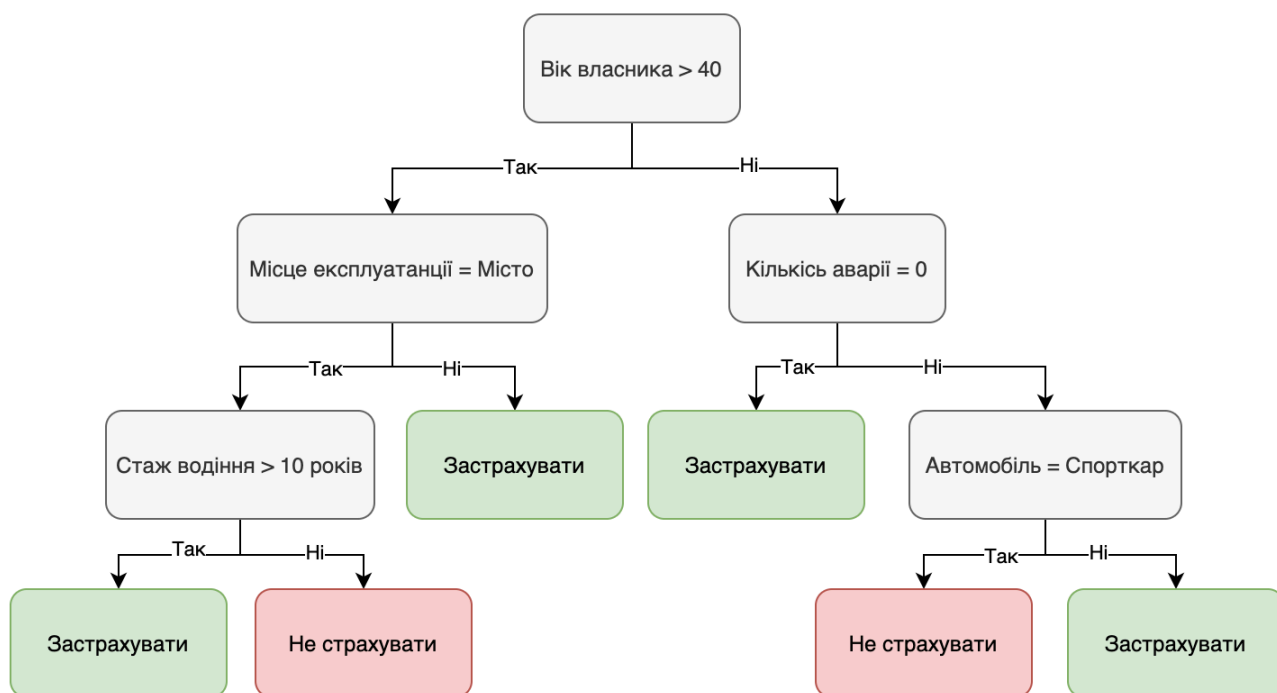 Вік власника > 40
Так
Ні
Місце експлуатанції = Місто
Кількісь аварії = 0
Так
Ні
Так
Ні
Стаж водіння > 10 років
Застрахувати
Застрахувати
Автомобіль = Спорткар
Так
Ні
Так
Ні
Застрахувати
Не страхувати
Не страхувати
Застрахувати